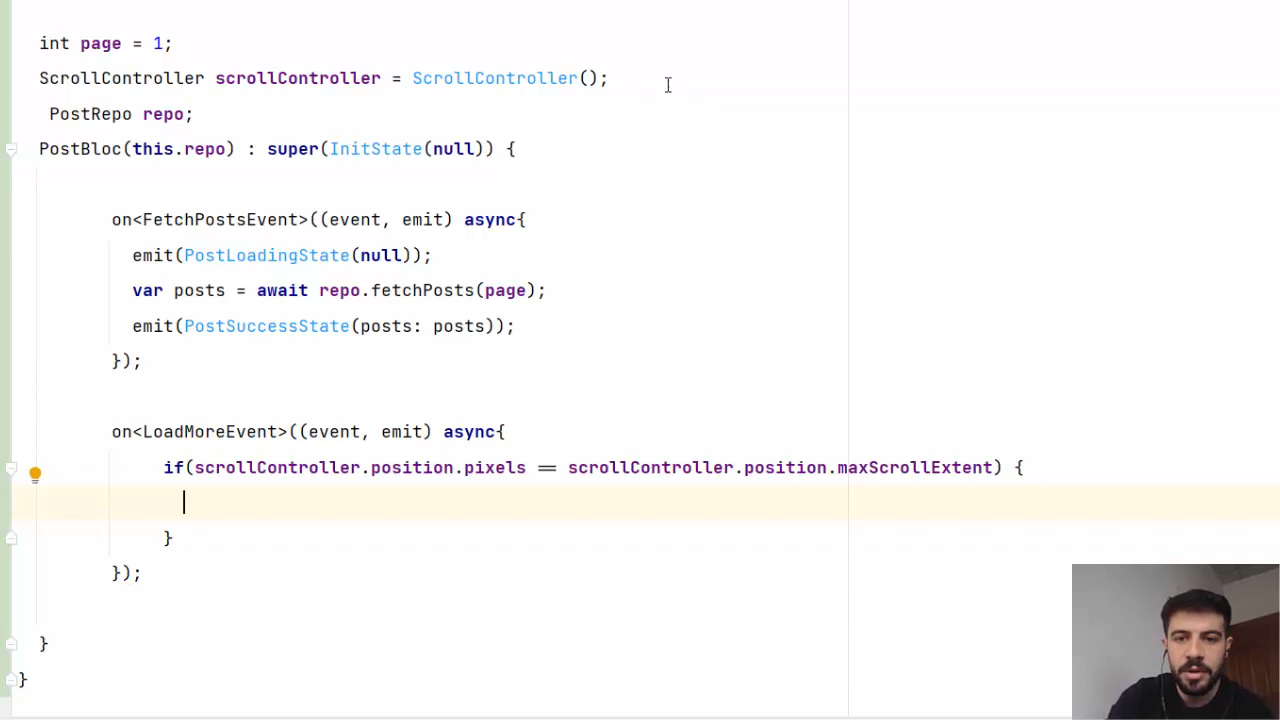 int page = 1;
ScrollController scrollController = ScrollController();
PostRepo repo;
PostBloc(this.repo) : super(InitState(null)) {
on<FetchPostsEvent>((event, emit) async{
emit(PostLoadingState(null));
var posts = await repo.fetchPosts(page);
emit(PostSuccessState(posts: posts));
});
on<LoadMoreEvent>((event, emit) async{
if(scrollController.position.pixels == scrollController.position.maxScrollExtent) {
}
});
}
}